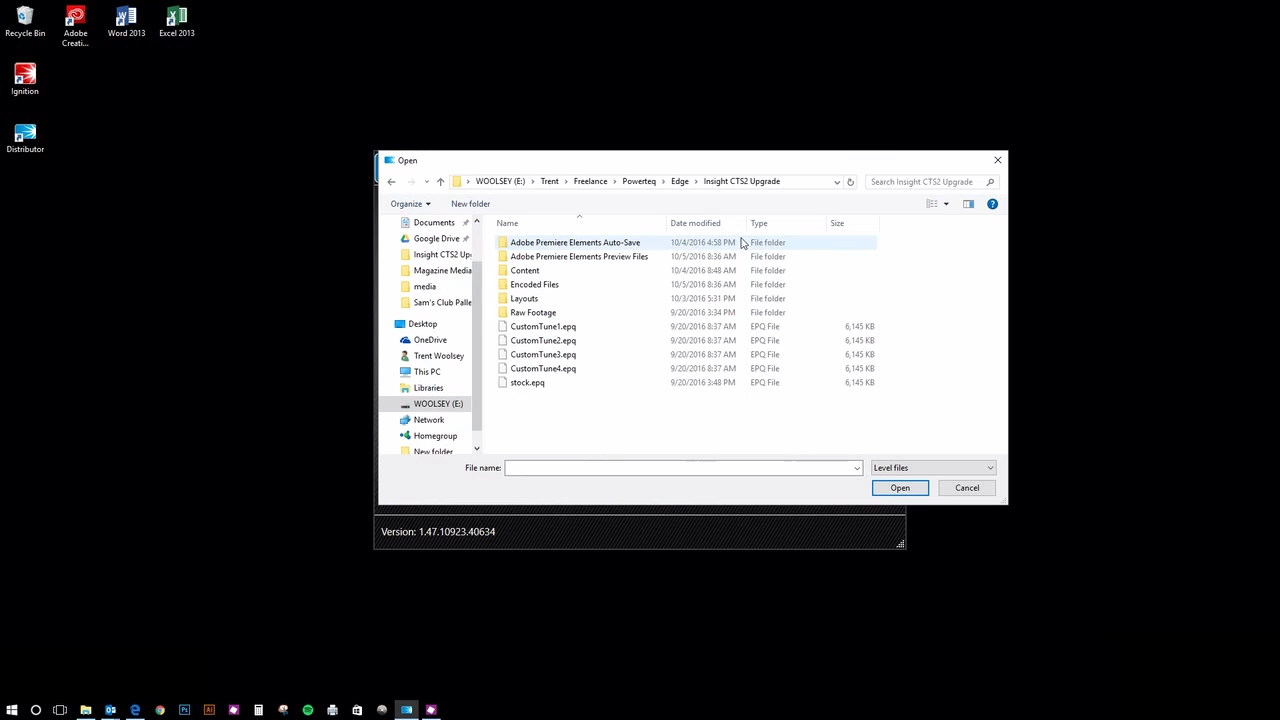 Recycle Bin
Adobe
Creati...
Word 2013
Excel 2013
Ignition
Distributor
Open
WOOLSEY (E:) > Trent > Freelance > Powerteq > Edge > Insight CTS2 Upgrade
Search Insight CTS2 Upgrade
Organize
New folder
Documents
Google Drive
Insight CTS2 Up
Magazine Media
media
Sam's Club Palle
Desktop
OneDrive
Trent Woolsey
This PC
Libraries
WOOLSEY (E:)
Network
Homegroup
New folder
Name Date modified Type Size
Adobe Premiere Elements Auto-Save 10/4/2016 4:58 PM File folder
Adobe Premiere Elements Preview Files 10/5/2016 8:36 AM File folder
Content 10/4/2016 8:48 AM File folder
Encoded Files 10/5/2016 8:36 AM File folder
Layouts 10/3/2016 5:31 PM File folder
Raw Footage 9/20/2016 3:34 PM File folder
CustomTune1.epq 9/20/2016 8:37 AM EPQ File 6,145 KB
CustomTune2.epq 9/20/2016 8:37 AM EPQ File 6,145 KB
CustomTune3.epq 9/20/2016 8:37 AM EPQ File 6,145 KB
CustomTune4.epq 9/20/2016 8:37 AM EPQ File 6,145 KB
stock.epq 9/20/2016 3:48 PM EPQ File 6,145 KB
File name:
Level files
Open
Cancel
Version: 1.47.10923.40634